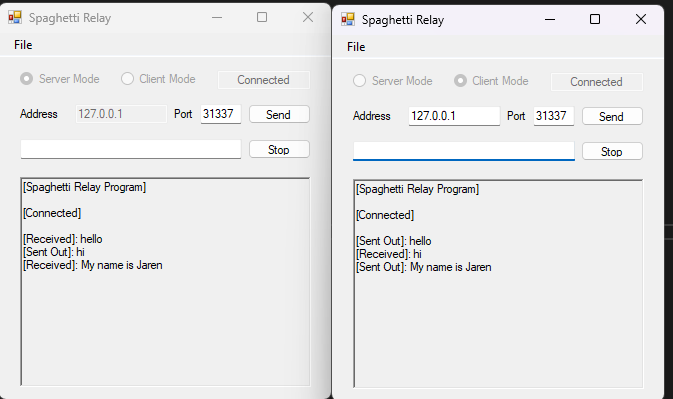 Spaghetti Relay
File
Server Mode Client Mode Connected
Address 127.0.0.1 Port 31337 Send
Stop
[Spaghetti Relay Program]
[Connected]
[Received]: hello
[Sent Out]: hi
[Received]: My name is Jaren
Spaghetti Relay
File
Server Mode Client Mode Connected
Address 127.0.0.1 Port 31337 Send
Stop
[Spaghetti Relay Program]
[Connected]
[Sent Out]: hello
[Received]: hi
[Sent Out]: My name is Jaren